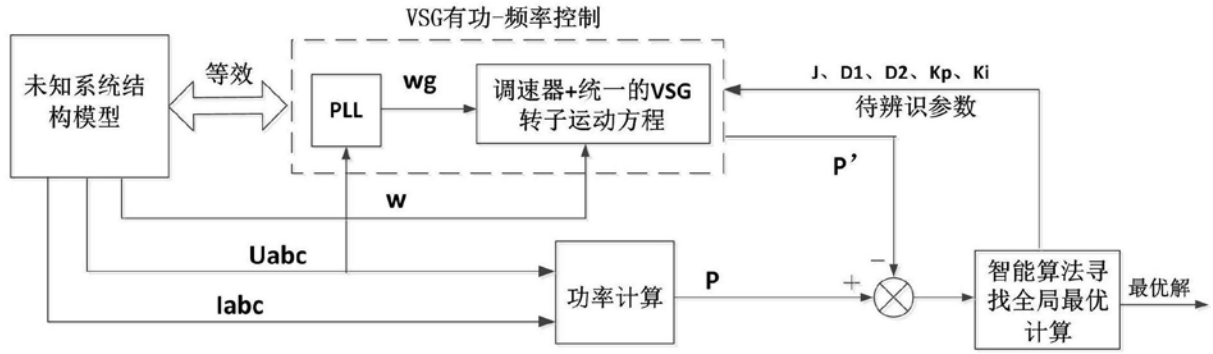 VSG有功-频率控制
未知系统结
构模型
等效
PLL
wg
调速器+统一的VSG
转子运动方程
J、D1、D2、Kp、Ki
待辨识参数
P’
w
Uabc
Iabc
功率计算
P
+
−
智能算法寻
找全局最优
计算
最优解